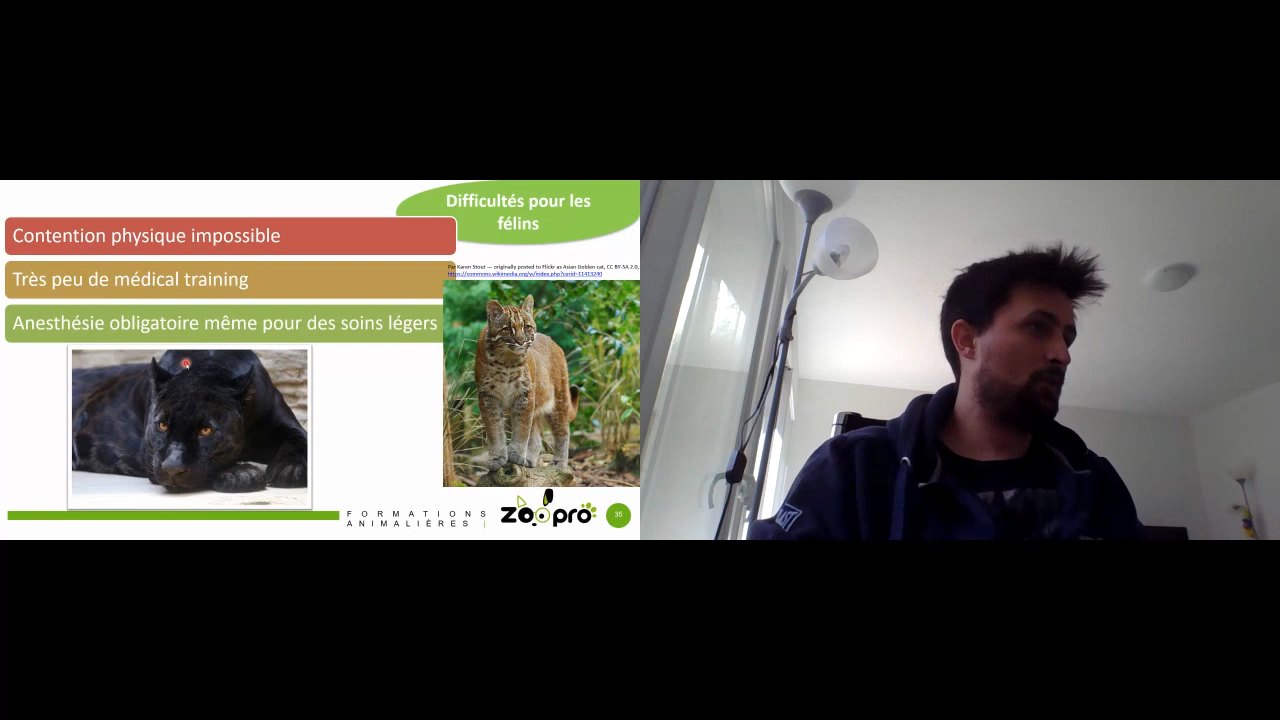 Difficultés pour les
félins
Contention physique impossible
Par Karen Stout — originally posted to Flickr as Asian Golden cat, CC BY-SA 2.0,
https://commons.wikimedia.org/w/index.php?curid=11413240
Très peu de médical training
Anesthésie obligatoire même pour des soins légers
FORMATIONS
ANIMALIÈRES |
zoopro
35